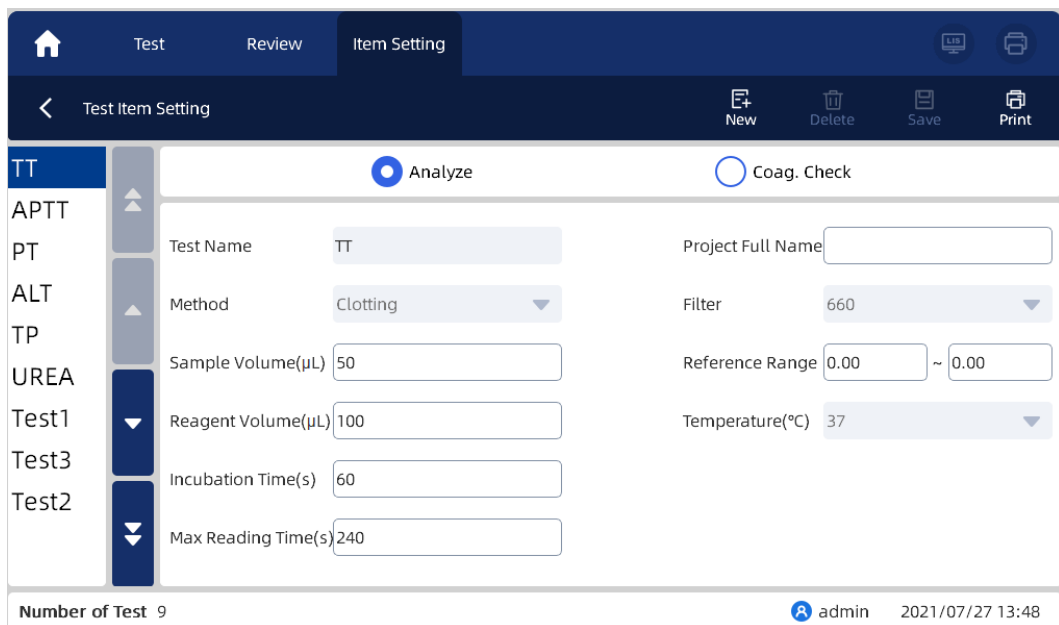 Test Review Item Setting LIS
Test Item Setting New Delete Save Print
TT
APTT
PT
ALT
TP
UREA
Test1
Test3
Test2
Analyze Coag. Check
Test Name TT Project Full Name
Method Clotting Filter 660
Sample Volume(μL) 50 Reference Range 0.00 ~ 0.00
Reagent Volume(μL) 100 Temperature(°C) 37
Incubation Time(s) 60
Max Reading Time(s) 240
Number of Test 9 admin 2021/07/27 13:48